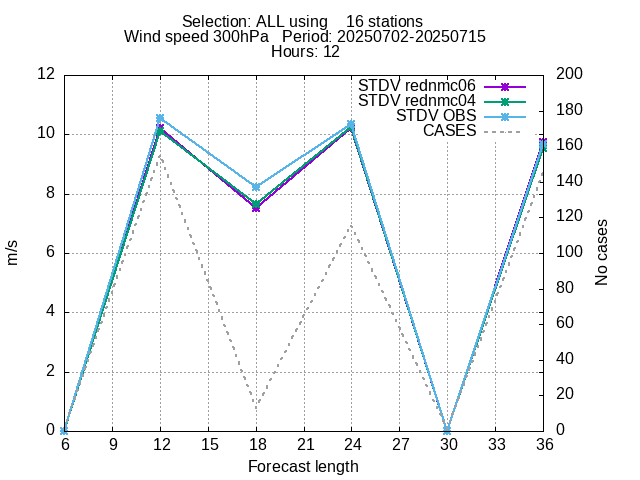 Selection: ALL using    16 stations
Wind speed 300hPa   Period: 20250702-20250715
Hours: 12
STDV rednmc06
STDV rednmc04
STDV OBS
CASES
12
10
8
6
4
2
0
m/s
200
180
160
140
120
100
80
60
40
20
0
No cases
6 9 12 15 18 21 24 27 30 33 36
Forecast length